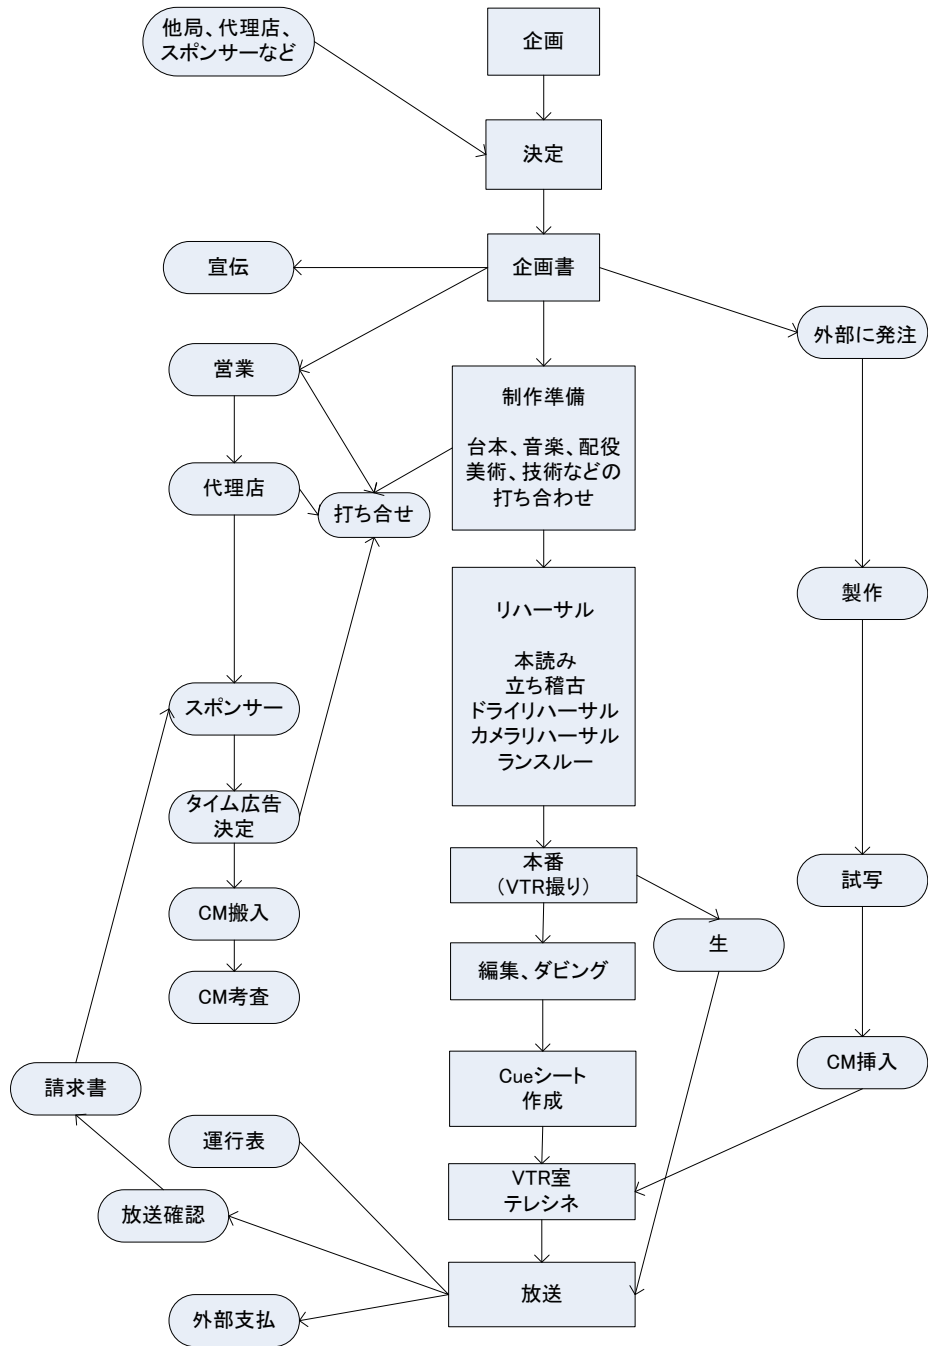 他局、代理店、
スポンサーなど
企画
決定
企画書
宣伝
外部に発注
営業
制作準備
台本、音楽、配役
美術、技術などの
打ち合わせ
代理店
打ち合せ
リハーサル
本読み
立ち稽古
ドライリハーサル
カメラリハーサル
ランスルー
製作
スポンサー
タイム広告
決定
本番
(VTR撮り)
試写
CM搬入
生
編集、ダビング
CM考査
Cueシート
作成
CM挿入
請求書
運行表
VTR室
テレシネ
放送確認
放送
外部支払